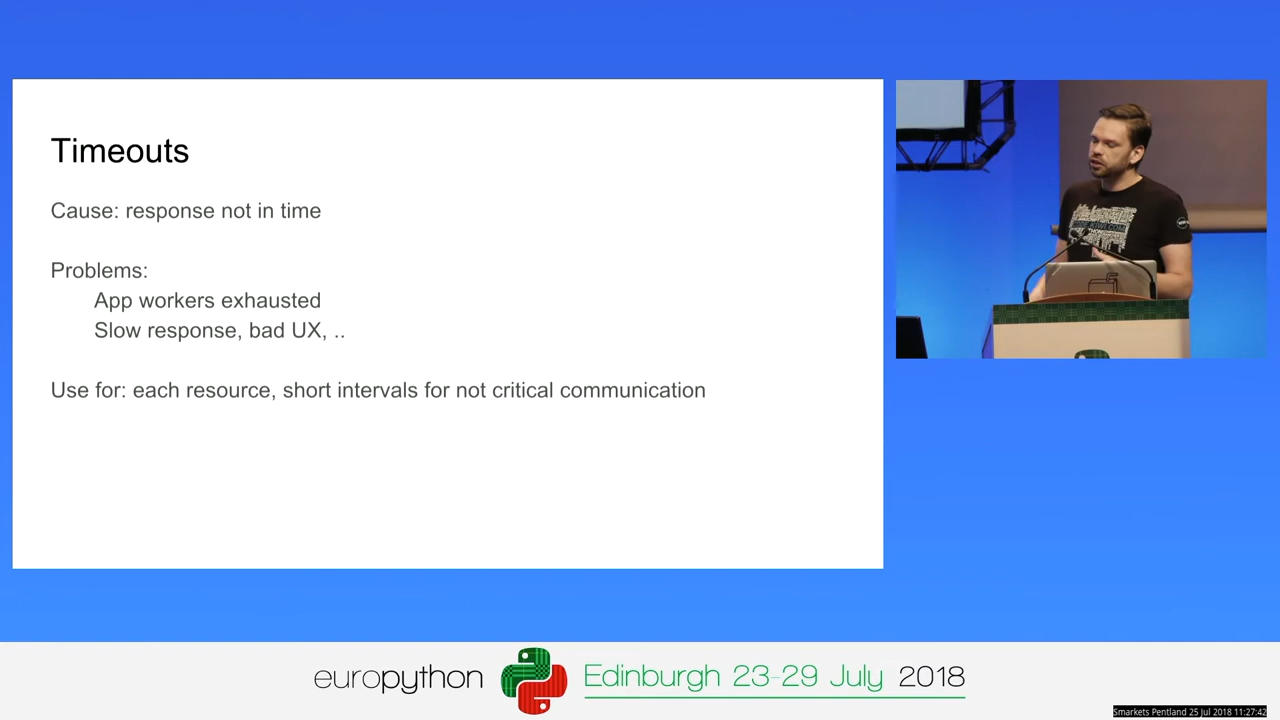 Timeouts
Cause: response not in time
Problems:
App workers exhausted
Slow response, bad UX, ..
Use for: each resource, short intervals for not critical communication
europython
Edinburgh 23-29 July 2018
Smarkets Pentland 25 Jul 2018 11:27:42